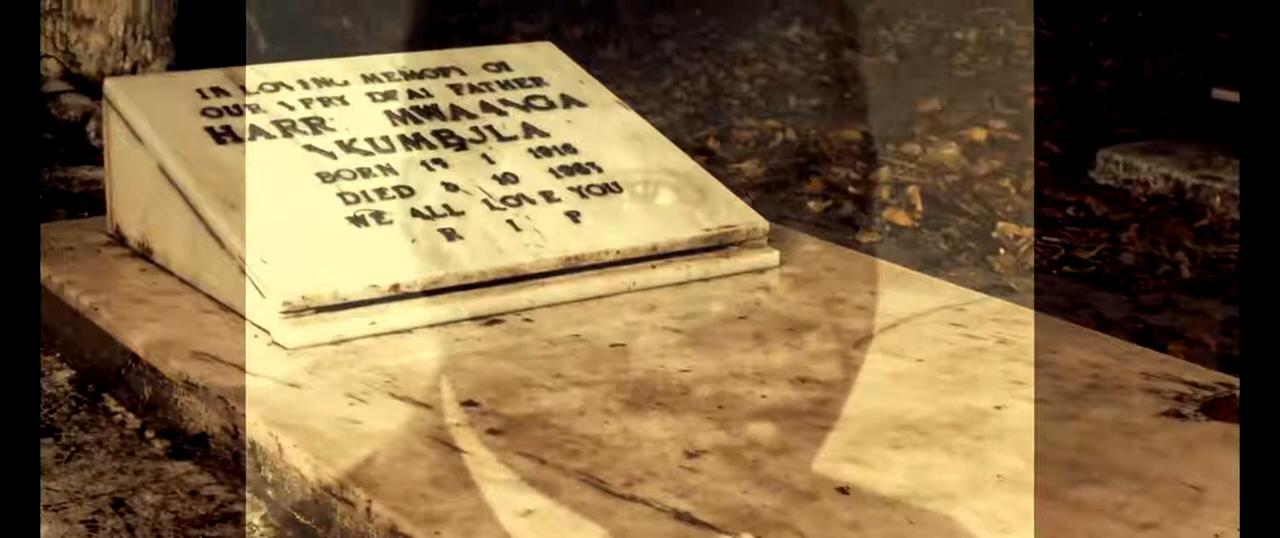 IN LOVING MEMORY OF
OUR VERY DEAR FATHER
HARR MWAANGA
NKUMBULA
BORN 1 1916
DIED 8 10 1983
WE ALL LOVE YOU
R I P